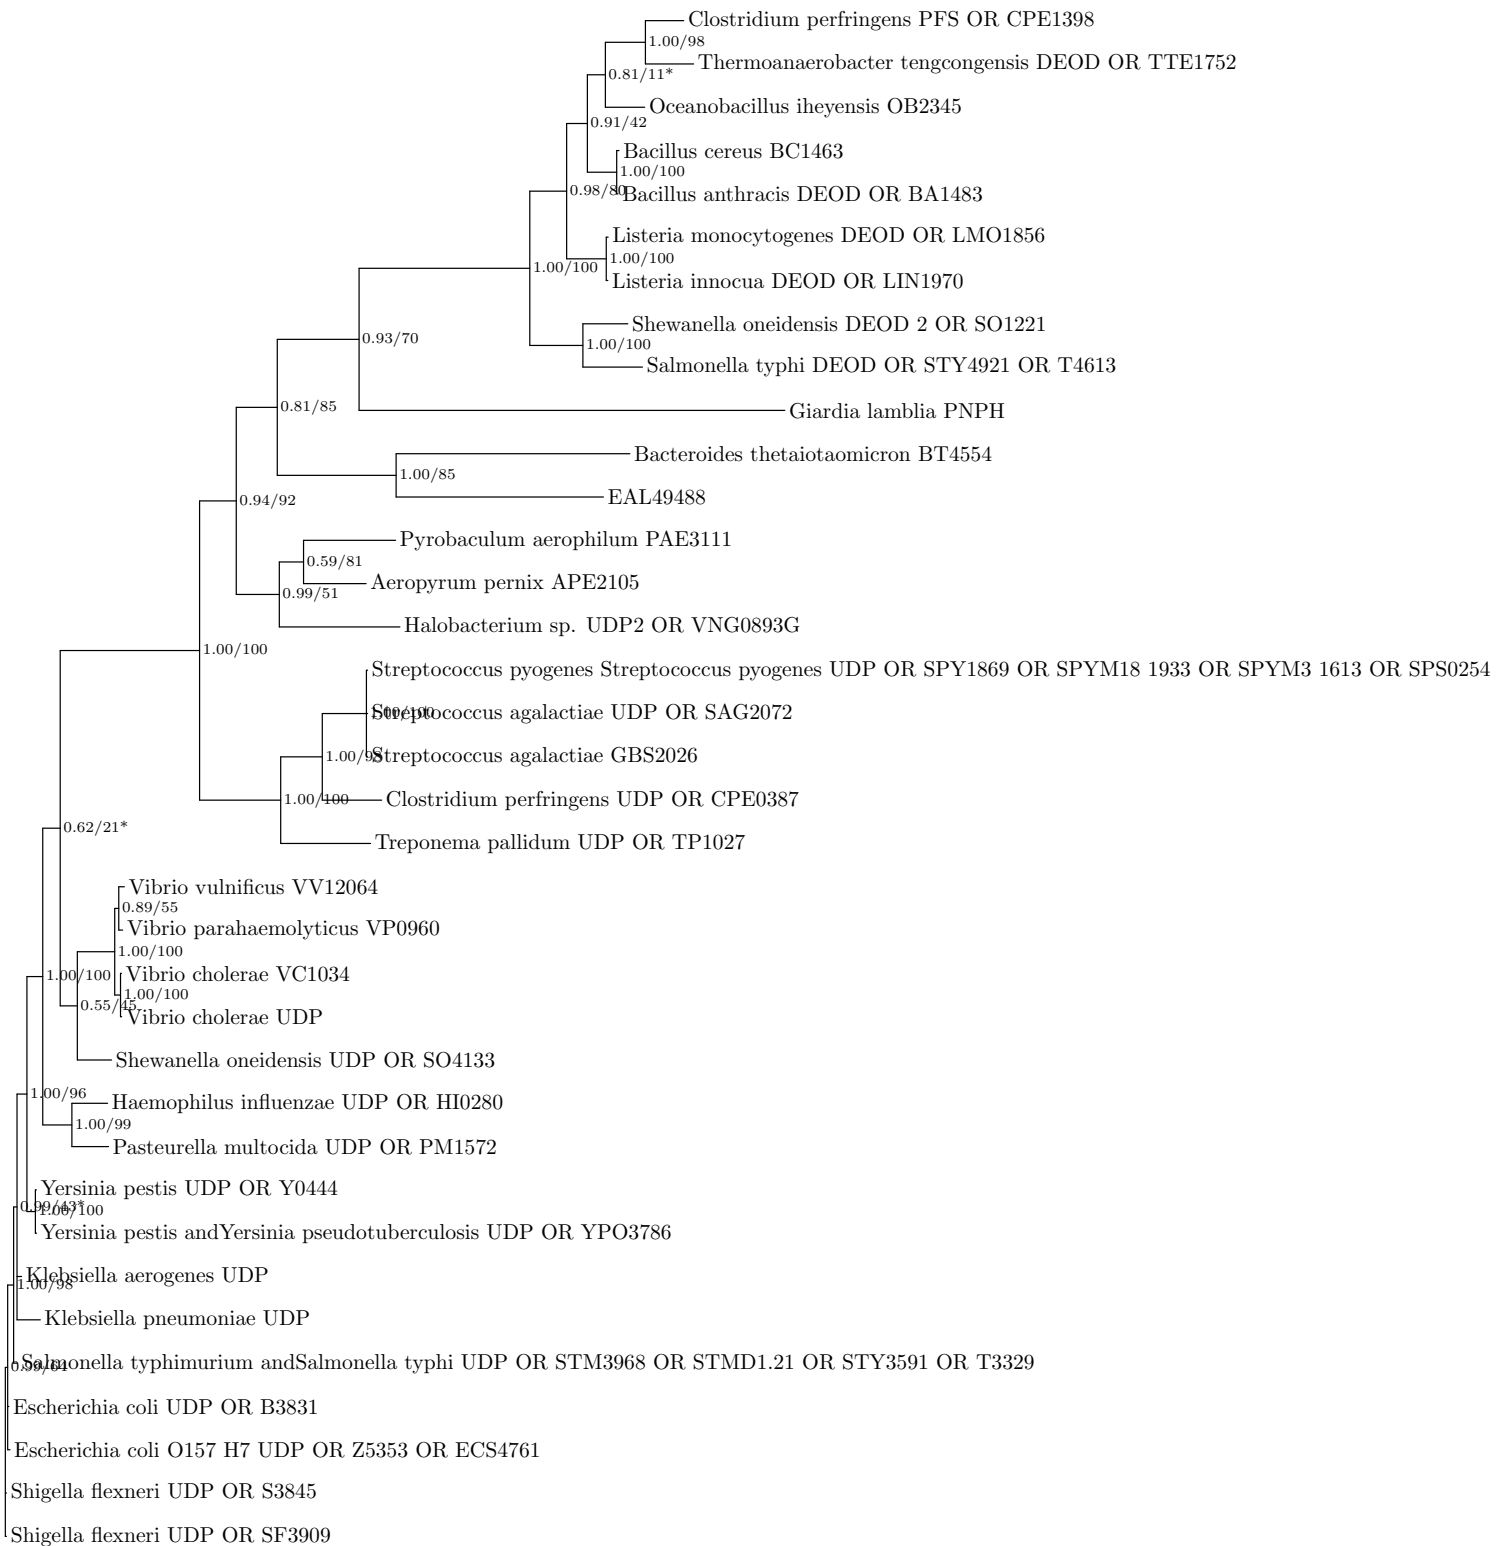 Clostridium perfringens PFS OR CPE1398
1.00/98
Thermoanaerobacter tengcongensis DEOD OR TTE1752
0.81/11*
Oceanobacillus iheyensis OB2345
0.91/42
Bacillus cereus BC1463
1.00/100
0.98/80
Bacillus anthracis DEOD OR BA1483
Listeria monocytogenes DEOD OR LMO1856
1.00/100
1.00/100
Listeria innocua DEOD OR LIN1970
Shewanella oneidensis DEOD 2 OR SO1221
0.93/70
1.00/100
Salmonella typhi DEOD OR STY4921 OR T4613
0.81/85
Giardia lamblia PNPH
Bacteroides thetaiotaomicron BT4554
1.00/85
EAL49488
0.94/92
Pyrobaculum aerophilum PAE3111
0.59/81
Aeropyrum pernix APE2105
0.99/51
Halobacterium sp. UDP2 OR VNG0893G
1.00/100
Streptococcus pyogenes Streptococcus pyogenes UDP OR SPY1869 OR SPYM18 1933 OR SPYM3 1613 OR SPS0254
1.00/100
Streptococcus agalactiae UDP OR SAG2072
Streptococcus agalactiae GBS2026
1.00/100
Clostridium perfringens UDP OR CPE0387
0.62/21*
Treponema pallidum UDP OR TP1027
Vibrio vulnificus VV12064
0.89/55
Vibrio parahaemolyticus VP0960
1.00/100
1.00/100
Vibrio cholerae VC1034
1.00/100
0.55/45
Vibrio cholerae UDP
Shewanella oneidensis UDP OR SO4133
1.00/96
Haemophilus influenzae UDP OR HI0280
1.00/99
Pasteurella multocida UDP OR PM1572
Yersinia pestis UDP OR Y0444
0.99/43*
1.00/100
Yersinia pestis andYersinia pseudotuberculosis UDP OR YPO3786
Klebsiella aerogenes UDP
1.00/98
Klebsiella pneumoniae UDP
Salmonella typhimurium andSalmonella typhi UDP OR STM3968 OR STMD1.21 OR STY3591 OR T3329
Escherichia coli UDP OR B3831
Escherichia coli O157 H7 UDP OR Z5353 OR ECS4761
Shigella flexneri UDP OR S3845
Shigella flexneri UDP OR SF3909